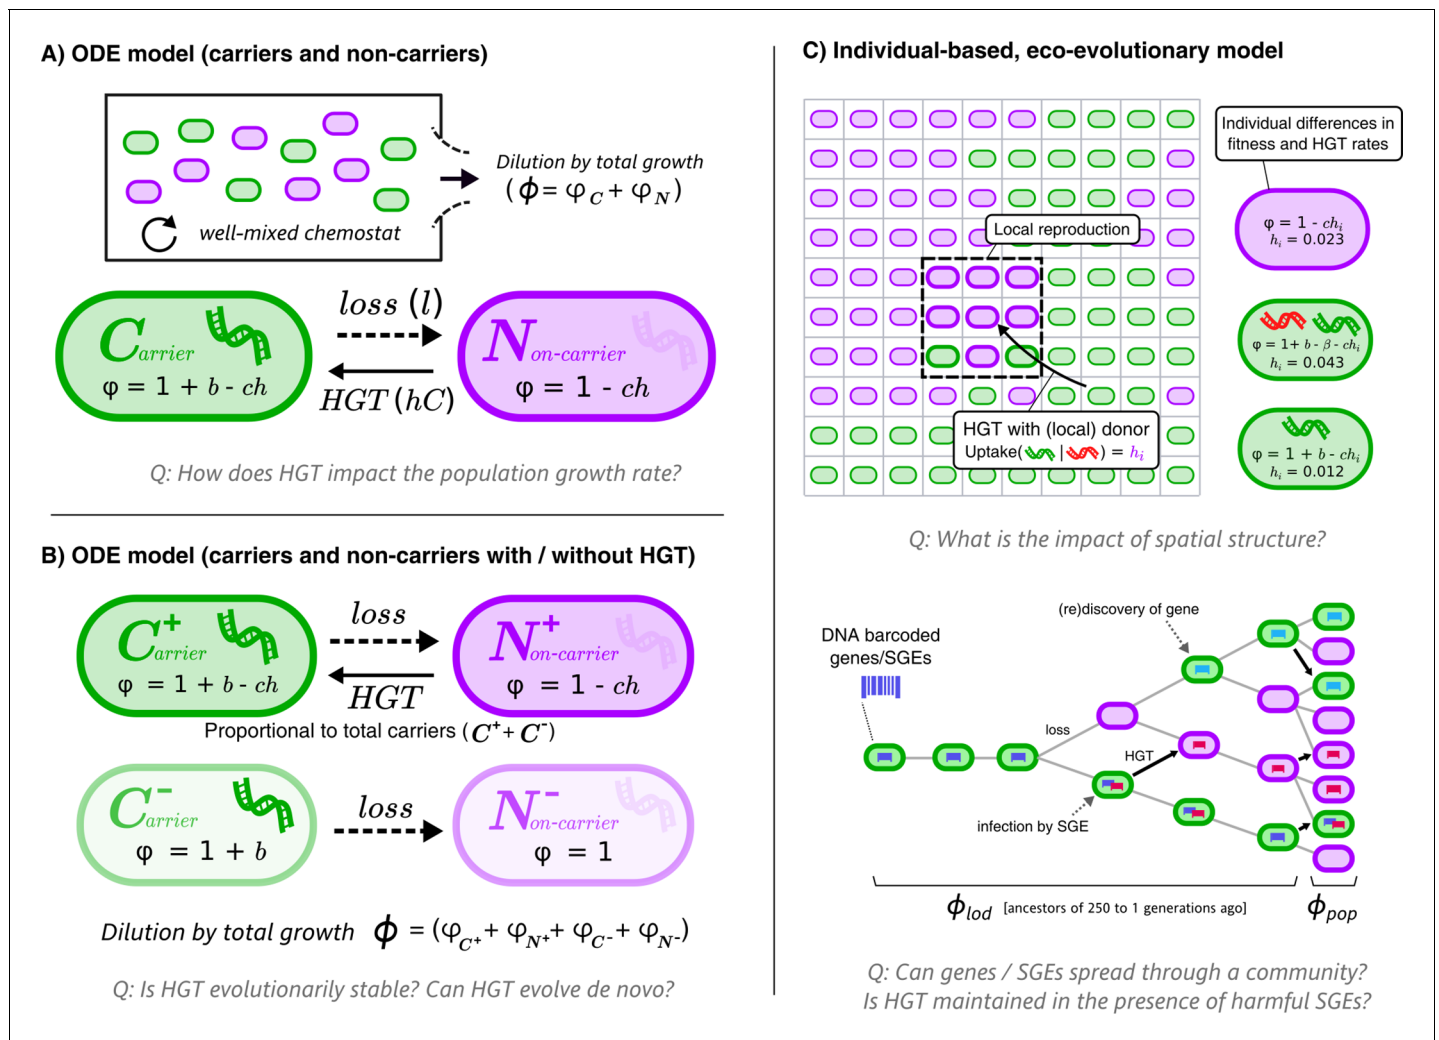 A) ODE model (carriers and non-carriers)
Dilution by total growth
( ϕ = φ C + φ N )
well-mixed chemostat
Carrier
φ = 1 + b - ch
loss (l)
HGT (hC)
Non-carrier
φ = 1 - ch
Q: How does HGT impact the population growth rate?
B) ODE model (carriers and non-carriers with / without HGT)
C+arrier
φ = 1 + b - ch
loss
HGT
N+on-carrier
φ = 1 - ch
Proportional to total carriers (C+ + C-)
C-arrier
φ = 1 + b
loss
N-on-carrier
φ = 1
Dilution by total growth ϕ = (φC+ + φN+ + φC- + φN-)
Q: Is HGT evolutionarily stable? Can HGT evolve de novo?
C) Individual-based, eco-evolutionary model
Individual differences in
fitness and HGT rates
Local reproduction
φ = 1 - chi
hi = 0.023
φ = 1 + b - β - chi
hi = 0.043
HGT with (local) donor
Uptake( | ) = hi
φ = 1 + b - chi
hi = 0.012
Q: What is the impact of spatial structure?
(re)discovery of gene
DNA barcoded
genes/SGEs
loss
HGT
infection by SGE
ϕlod [ancestors of 250 to 1 generations ago]
ϕpop
Q: Can genes / SGEs spread through a community?
Is HGT maintained in the presence of harmful SGEs?